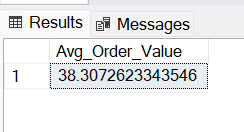 Results Messages
Avg_Order_Value
1 38.3072623343546